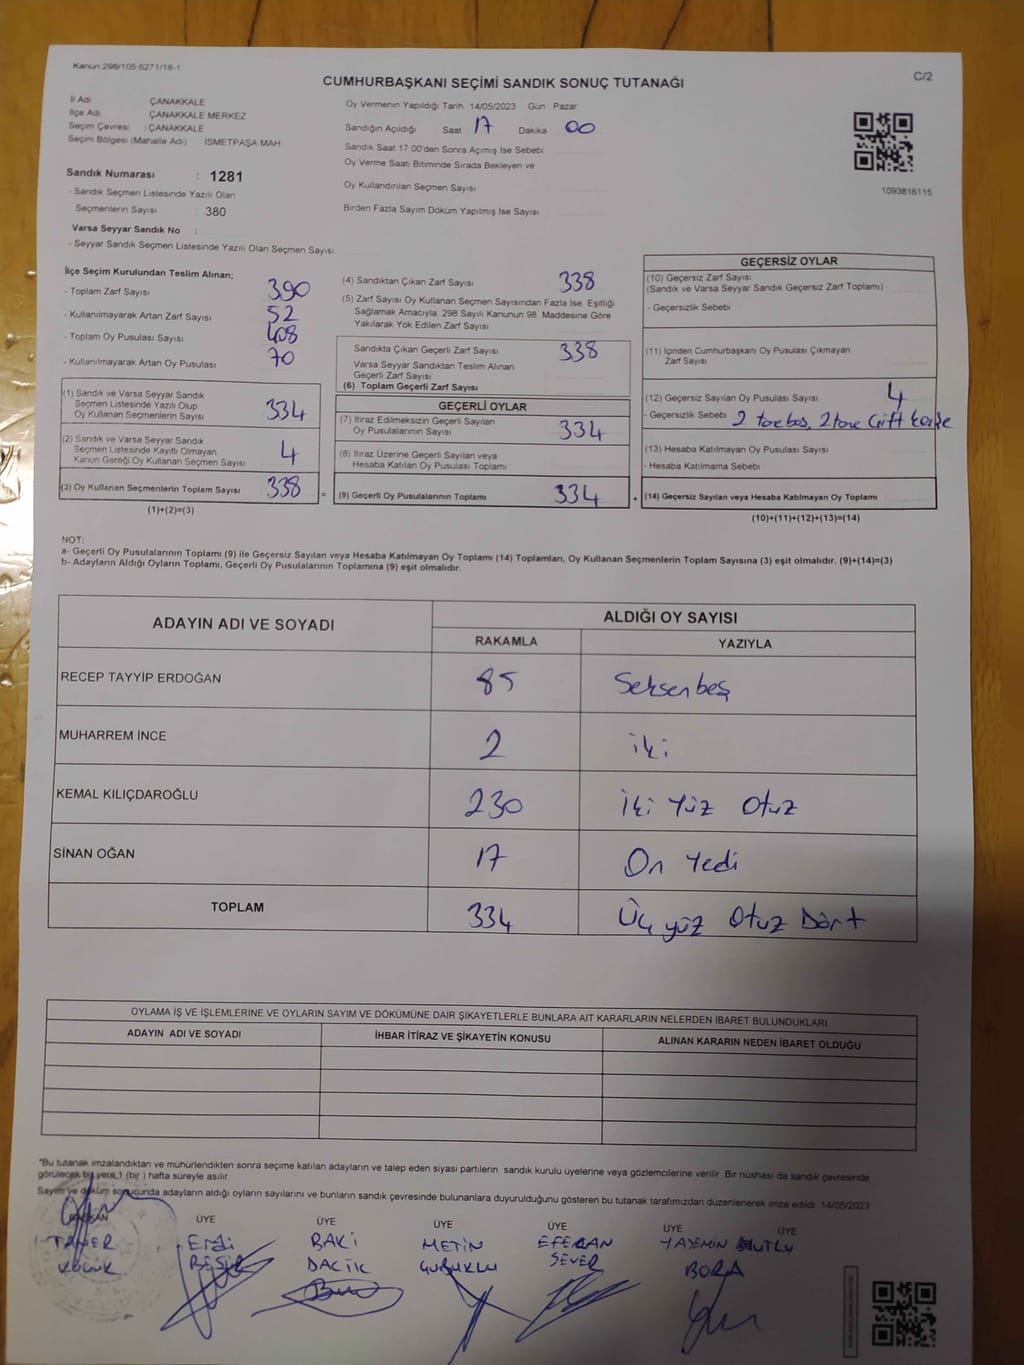 Kanun:298/105 6271/18-1
C/2
CUMHURBAŞKANI SEÇİMİ SANDIK SONUÇ TUTANAĞI
İl Adı ÇANAKKALE
İlçe Adı ÇANAKKALE MERKEZ
Seçim Çevresi : ÇANAKKALE
Seçim Bölgesi (Mahalle Adı) ISMETPAŞA MAH
Sandık Numarası : 1281
- Sandık Seçmen Listesinde Yazılı Olan
Seçmenlerin Sayısı : 380
Varsa Seyyar Sandık No :
- Seyyar Sandık Seçmen Listesinde Yazılı Olan Seçmen Sayısı
Oy Vermenin Yapıldığı Tarih 14/05/2023 Gün Pazar
Sandığın Açıldığı Saat 17 Dakika 00
Sandık Saat 17:00'den Sonra Açımış İse Sebebi
Oy Verme Saati Bitiminde Sırada Bekleyen ve
Oy Kullandırılan Seçmen Sayısı
Birden Fazla Sayım Döküm Yapılmış İse Sayısı
1093816115
İlçe Seçim Kurulundan Teslim Alınan;
- Toplam Zarf Sayısı 390
- Kullanılmayarak Artan Zarf Sayısı 52
- Toplam Oy Pusulası Sayısı 408
- Kullanılmayarak Artan Oy Pusulası 70
(1) Sandık ve Varsa Seyyar Sandık
Seçmen Listesinde Yazılı Olup
Oy Kullanan Seçmenlerin Sayısı 334
(2) Sandık ve Varsa Seyyar Sandık
Seçmen Listesinde Kayıtlı Olmayan
Kanun Gereği Oy Kullanan Seçmen Sayısı 4
(3) Oy Kullanan Seçmenlerin Toplam Sayısı 338 =
(1)+(2)=(3)
(4) Sandıktan Çıkan Zarf Sayısı 338
(5) Zarf Sayısı Oy Kullanan Seçmen Sayısından Fazla İse, Eşitliği
Sağlamak Amacıyla, 298 Sayılı Kanunun 98. Maddesine Göre
Yakılarak Yok Edilen Zarf Sayısı
Sandıkta Çıkan Geçerli Zarf Sayısı 338
Varsa Seyyar Sandıktan Teslim Alınan
Geçerli Zarf Sayısı
(6) Toplam Geçerli Zarf Sayısı
GEÇERLİ OYLAR
(7) İtiraz Edilmeksizin Geçerli Sayılan
Oy Pusulalarının Sayısı 334
(8) İtiraz Üzerine Geçerli Sayılan veya
Hesaba Katılan Oy Pusulası Toplamı
(9) Geçerli Oy Pusulalarının Toplamı 334 +
GEÇERSİZ OYLAR
(10) Geçersiz Zarf Sayısı
(Sandık ve Varsa Seyyar Sandık Geçersiz Zarf Toplamı)
- Geçersizlik Sebebi
(11) İçinden Cumhurbaşkanı Oy Pusulası Çıkmayan
Zarf Sayısı
(12) Geçersiz Sayılan Oy Pusulası Sayısı 4
- Geçersizlik Sebebi 2 tane boş, 2 tane Çift kaşe
(13) Hesaba Katılmayan Oy Pusulası Sayısı
- Hesaba Katılmama Sebebi
(14) Geçersiz Sayılan veya Hesaba Katılmayan Oy Toplamı
(10)+(11)+(12)+(13)=(14)
NOT:
a- Geçerli Oy Pusulalarının Toplamı (9) ile Geçersiz Sayılan veya Hesaba Katılmayan Oy Toplamı (14) Toplamları, Oy Kullanan Seçmenlerin Toplam Sayısına (3) eşit olmalıdır. (9)+(14)=(3)
b- Adayların Aldığı Oyların Toplamı, Geçerli Oy Pusulalarının Toplamına (9) eşit olmalıdır.
ADAYIN ADI VE SOYADI
ALDIĞI OY SAYISI
RAKAMLA YAZIYLA
RECEP TAYYİP ERDOĞAN 85 Seksenbeş
MUHARREM İNCE 2 iki
KEMAL KILIÇDAROĞLU 230 İki Yüz Otuz
SİNAN OĞAN 17 On Yedi
TOPLAM 334 Üç yüz Otuz Dört
OYLAMA İŞ VE İŞLEMLERİNE VE OYLARIN SAYIM VE DÖKÜMÜNE DAİR ŞİKAYETLERLE BUNLARA AİT KARARLARIN NELERDEN İBARET BULUNDUKLARI
ADAYIN ADI VE SOYADI İHBAR İTİRAZ VE ŞİKAYETİN KONUSU ALINAN KARARIN NEDEN İBARET OLDUĞU
*Bu tutanak imzalandıktan ve mühürlendikten sonra seçime katılan adayların ve talep eden siyasi partilerin sandık kurulu üyelerine veya gözlemcilerine verilir. Bir nüshası da sandık çevresinde
görülecek bir yere 1 (bir) hafta süreyle asılır
Sayım ve döküm sonucunda adayların aldığı oyların sayılarını ve bunların sandık çevresinde bulunanlara duyurulduğunu gösteren bu tutanak tarafımızdan düzenlenerek imza edildi. 14/05/2023
BAŞKAN ÜYE ÜYE ÜYE ÜYE ÜYE ÜYE
TANER Erdi BAKİ METİN EFECAN YASEMİN MUTLU
KÜÇÜK BEŞİR DACİK ÇUBUKLU SEVER BORA